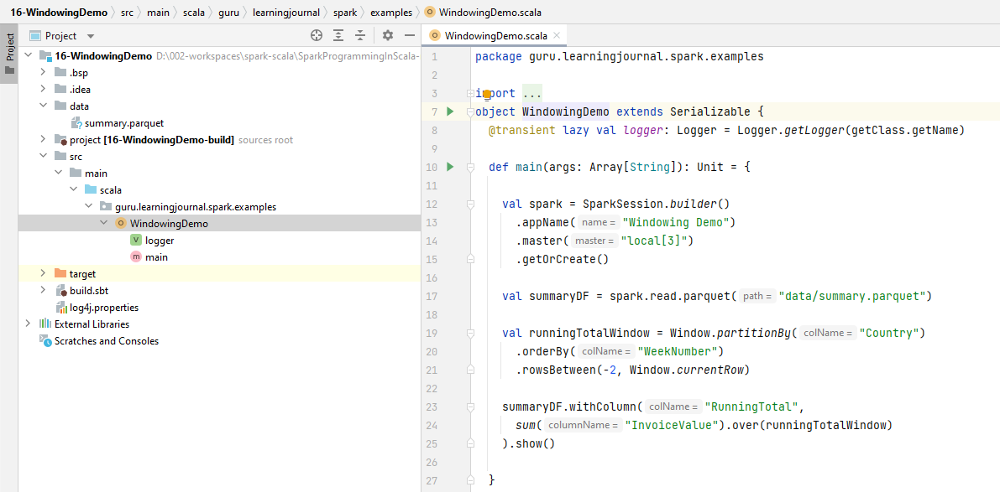 16-WindowingDemo src main scala guru learningjournal spark examples WindowingDemo.scala
Project
Project
16-WindowingDemo D:\002-workspaces\spark-scala\SparkProgrammingInScala-
.bsp
.idea
data
summary.parquet
project [16-WindowingDemo-build] sources root
src
main
scala
guru.learningjournal.spark.examples
WindowingDemo
logger
main
target
build.sbt
log4j.properties
External Libraries
Scratches and Consoles
WindowingDemo.scala
1 package guru.learningjournal.spark.examples
2
3 import ...
7 object WindowingDemo extends Serializable {
8 @transient lazy val logger: Logger = Logger.getLogger(getClass.getName)
9
10 def main(args: Array[String]): Unit = {
11
12 val spark = SparkSession.builder()
13 .appName( name = "Windowing Demo")
14 .master( master = "local[3]")
15 .getOrCreate()
16
17 val summaryDF = spark.read.parquet( path = "data/summary.parquet")
18
19 val runningTotalWindow = Window.partitionBy( colName = "Country")
20 .orderBy( colName = "WeekNumber")
21 .rowsBetween(-2, Window.currentRow)
22
23 summaryDF.withColumn( colName = "RunningTotal",
24 sum( columnName = "InvoiceValue").over(runningTotalWindow)
25 ).show()
26
27 }